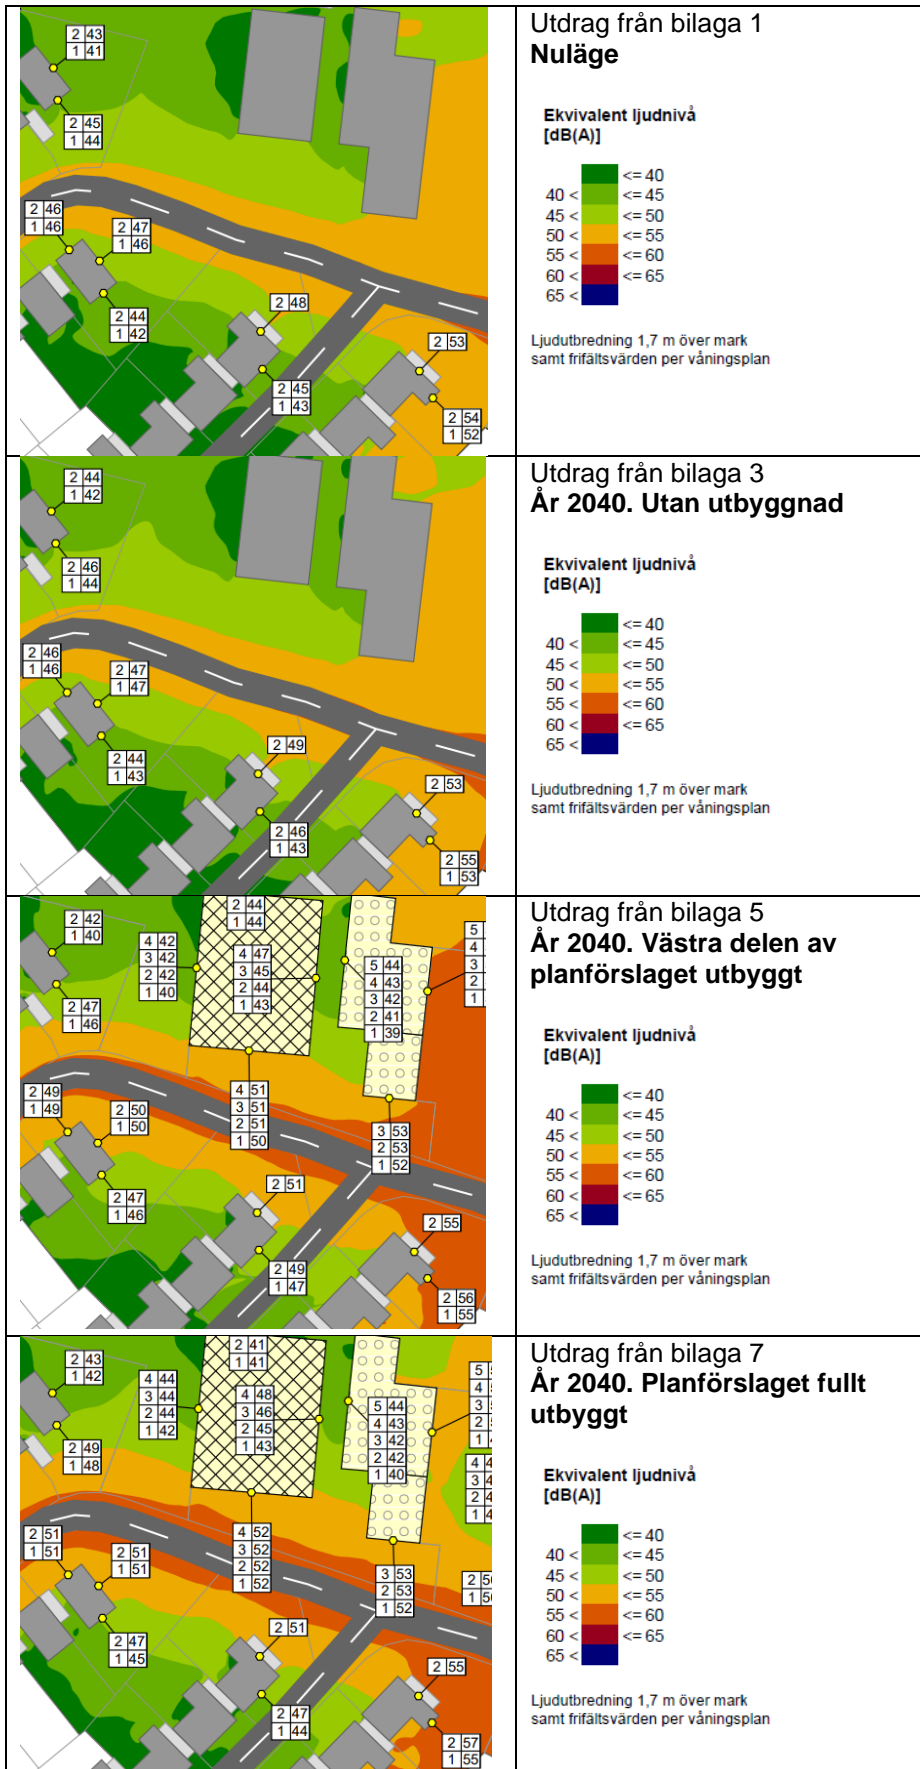 2 43
1 41
2 45
1 44
2 46
1 46
2 47
1 46
2 44
1 42
2 48
2 45
1 43
2 53
2 54
1 52
Utdrag från bilaga 1
Nuläge
Ekvivalent ljudnivå
[dB(A)]
<= 40
40 < <= 45
45 < <= 50
50 < <= 55
55 < <= 60
60 < <= 65
65 <
Ljudutbredning 1,7 m över mark
samt frifältsvärden per våningsplan
2 44
1 42
2 46
1 44
2 46
1 46
2 47
1 47
2 44
1 43
2 49
2 46
1 43
2 53
2 55
1 53
Utdrag från bilaga 3
År 2040. Utan utbyggnad
Ekvivalent ljudnivå
[dB(A)]
<= 40
40 < <= 45
45 < <= 50
50 < <= 55
55 < <= 60
60 < <= 65
65 <
Ljudutbredning 1,7 m över mark
samt frifältsvärden per våningsplan
2 42
1 40
2 47
1 46
4 42
3 42
2 42
1 40
2 44
1 44
4 47
3 45
2 44
1 43
5 44
4 43
3 42
2 41
1 39
5
4
3
2
1
4 51
3 51
2 51
1 50
3 53
2 53
1 52
2 49
1 49
2 50
1 50
2 47
1 46
2 51
2 49
1 47
2 55
2 56
1 55
Utdrag från bilaga 5
År 2040. Västra delen av
planförslaget utbyggt
Ekvivalent ljudnivå
[dB(A)]
<= 40
40 < <= 45
45 < <= 50
50 < <= 55
55 < <= 60
60 < <= 65
65 <
Ljudutbredning 1,7 m över mark
samt frifältsvärden per våningsplan
2 43
1 42
2 49
1 48
4 44
3 44
2 44
1 42
2 41
1 41
4 48
3 46
2 45
1 43
5 44
4 43
3 42
2 42
1 40
5
4
3
2
1
4
3
2
1
4 52
3 52
2 52
1 52
3 53
2 53
1 52
2
1
2 51
1 51
2 51
1 51
2 47
1 45
2 51
2 47
1 44
2 55
2 57
1 55
Utdrag från bilaga 7
År 2040. Planförslaget fullt
utbyggt
Ekvivalent ljudnivå
[dB(A)]
<= 40
40 < <= 45
45 < <= 50
50 < <= 55
55 < <= 60
60 < <= 65
65 <
Ljudutbredning 1,7 m över mark
samt frifältsvärden per våningsplan